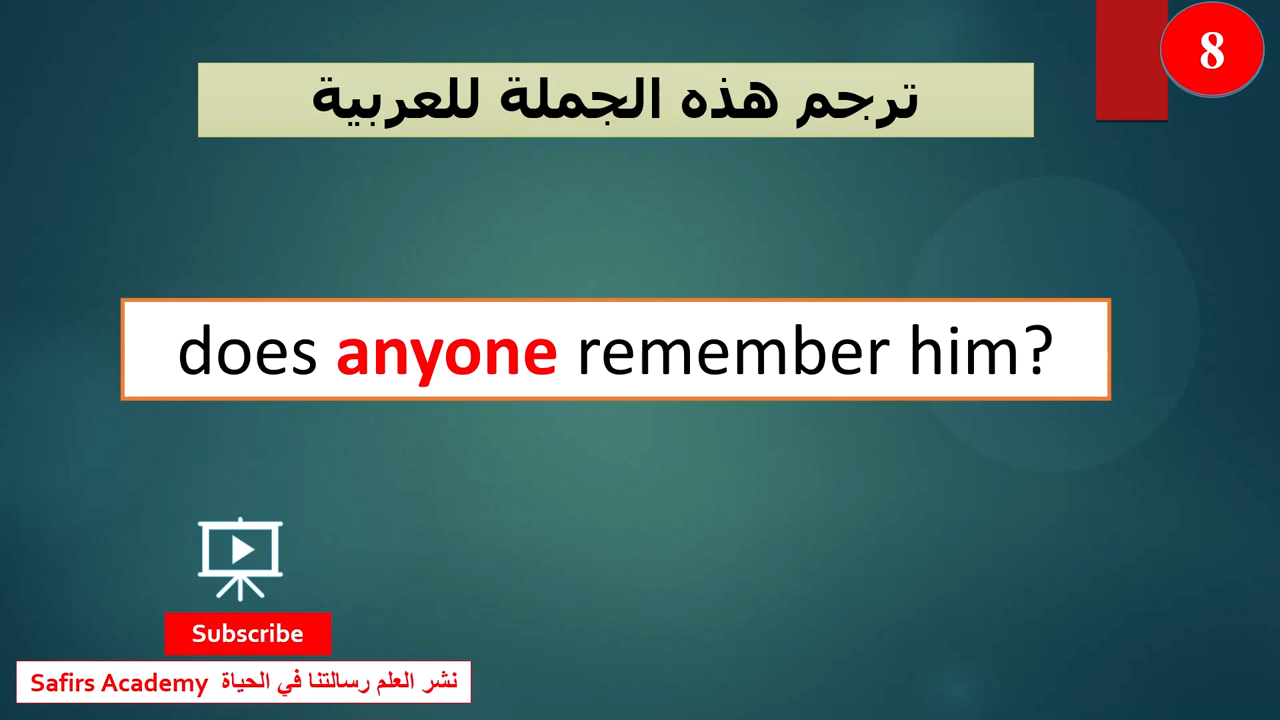 8
ترجم هذه الجملة للعربية
does anyone remember him?
Subscribe
Safirs Academy نشر العلم رسالتنا في الحياة